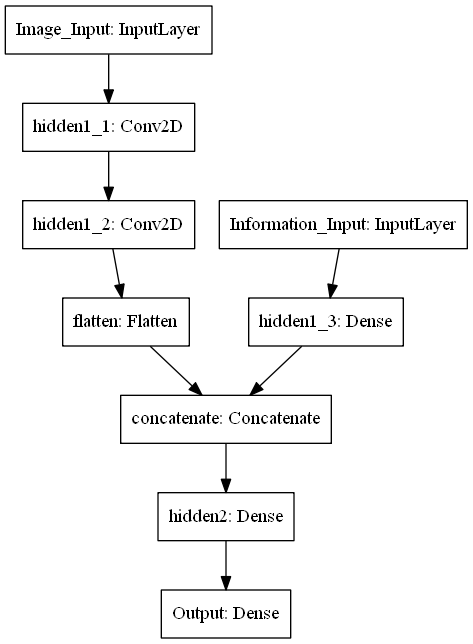 Image_Input: InputLayer
hidden1_1: Conv2D
hidden1_2: Conv2D
Information_Input: InputLayer
flatten: Flatten
hidden1_3: Dense
concatenate: Concatenate
hidden2: Dense
Output: Dense